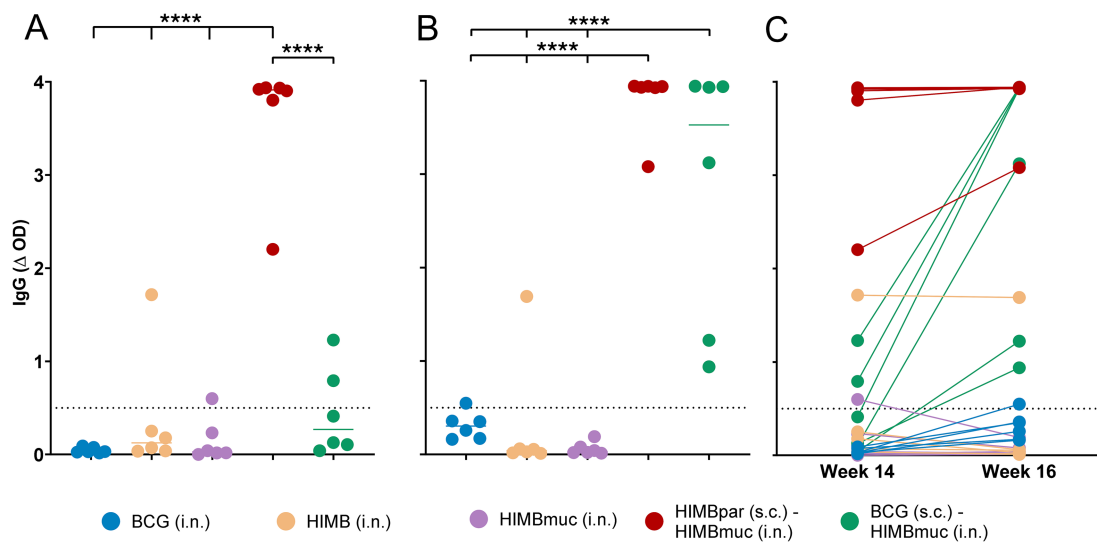 A
B
C
****
****
****
****
IgG (Δ OD)
4
3
2
1
0
Week 14
Week 16
BCG (i.n.)
HIMB (i.n.)
HIMBmuc (i.n.)
HIMBpar (s.c.) -
HIMBmuc (i.n.)
BCG (s.c.) -
HIMBmuc (i.n.)